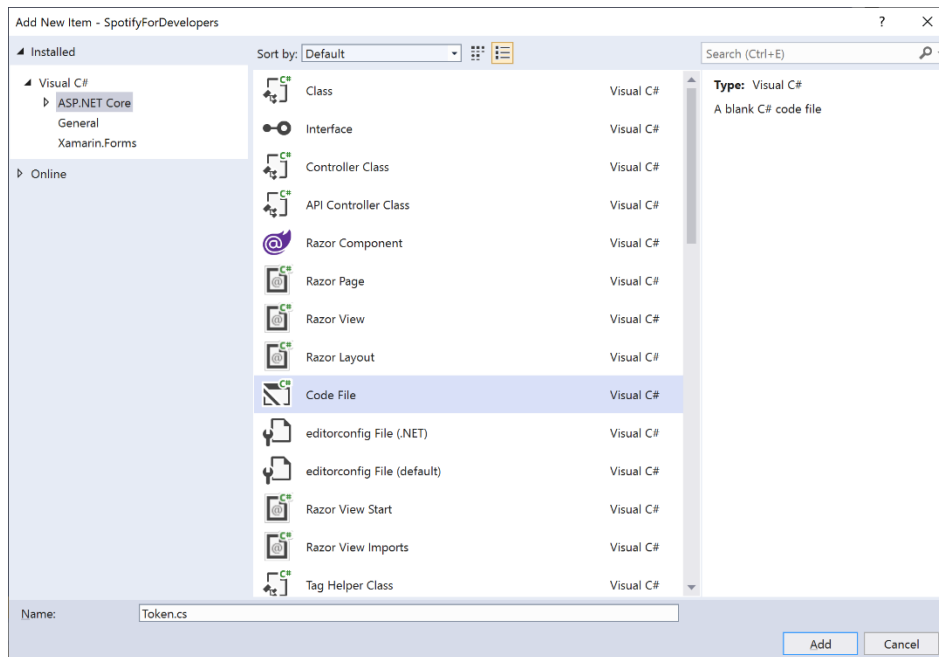 Add New Item - SpotifyForDevelopers
?
Installed
Sort by: Default
Search (Ctrl+E)
Visual C#
ASP.NET Core
General
Xamarin.Forms
Online
Class Visual C#
Interface Visual C#
Controller Class Visual C#
API Controller Class Visual C#
Razor Component Visual C#
Razor Page Visual C#
Razor View Visual C#
Razor Layout Visual C#
Code File Visual C#
editorconfig File (.NET) Visual C#
editorconfig File (default) Visual C#
Razor View Start Visual C#
Razor View Imports Visual C#
Tag Helper Class Visual C#
Type: Visual C#
A blank C# code file
Name: Token.cs
Add Cancel